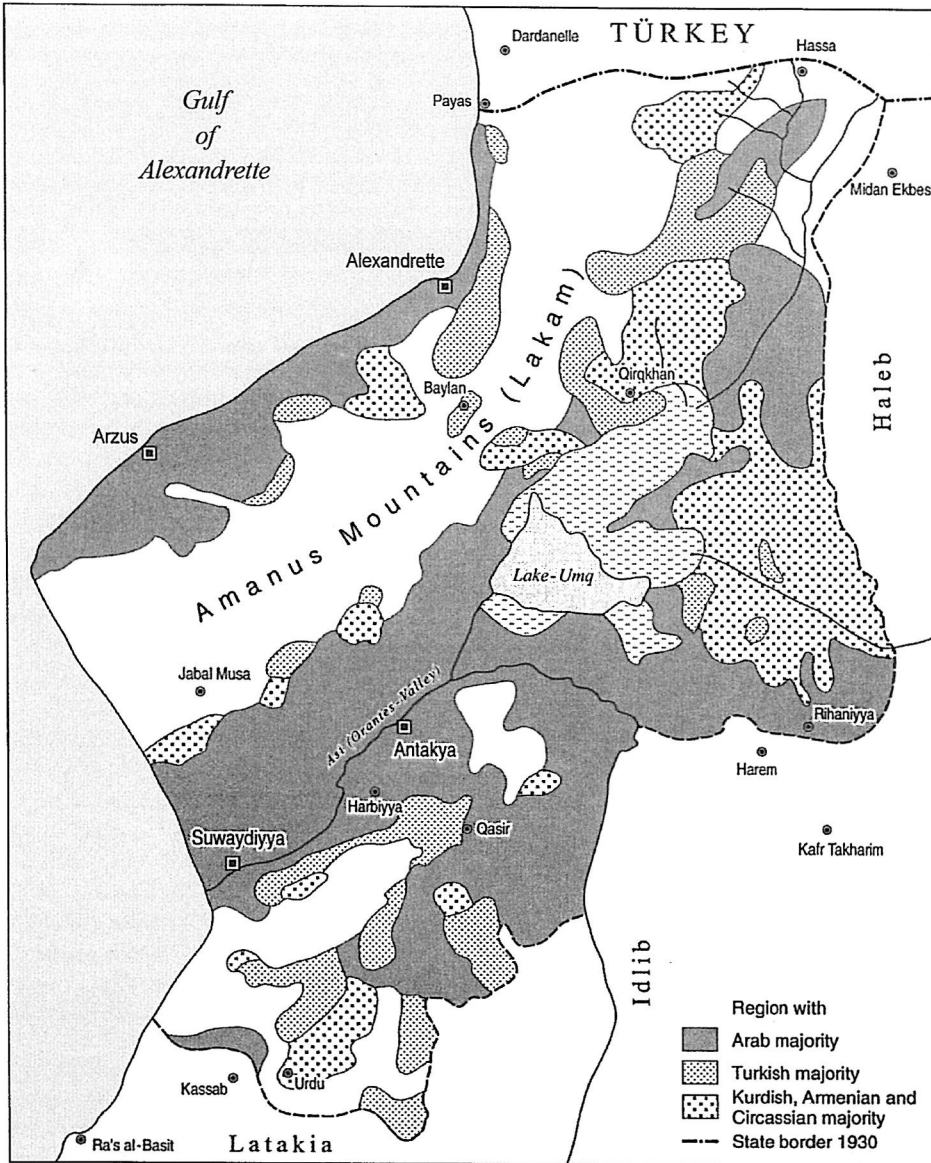 TÜRKEY
Dardanelle
Hassa
Gulf
of
Alexandrette
Payas
Midan Ekbes
Alexandrette
Amanus Mountains (Lakam)
Qirqkhan
Baylan
Haleb
Arzus
Lake-Umq
Jabal Musa
Asi (Orantes-Valley)
Rihaniyya
Antakya
Harem
Harbiyya
Qasir
Kafr Takharim
Suwaydiyya
Idlib
Urdu
Kassab
Ra's al-Basit
Latakia
Region with
Arab majority
Turkish majority
Kurdish, Armenian and
Circassian majority
State border 1930